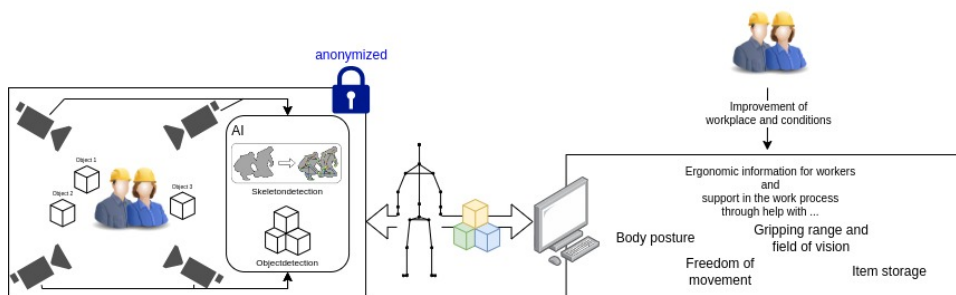 anonymized
AI
Skeletondetection
Objectdetection
Object 1
Object 2
Object 3
Improvement of
workplace and conditions
Ergonomic information for workers
and
support in the work process
through help with ...
Body posture
Gripping range and
field of vision
Freedom of
movement
Item storage